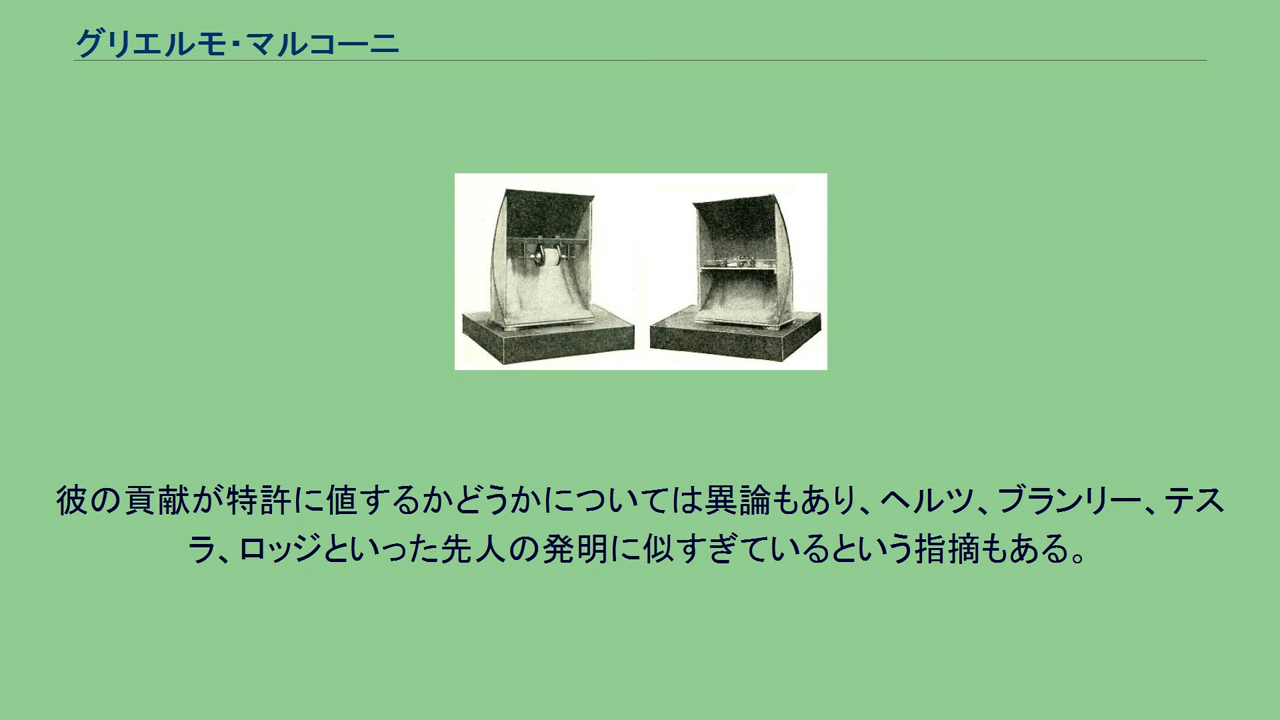 グリエルモ・マルコーニ
彼の貢献が特許に値するかどうかについては異論もあり、ヘルツ、ブランリー、テス
ラ、ロッジといった先人の発明に似すぎているという指摘もある。